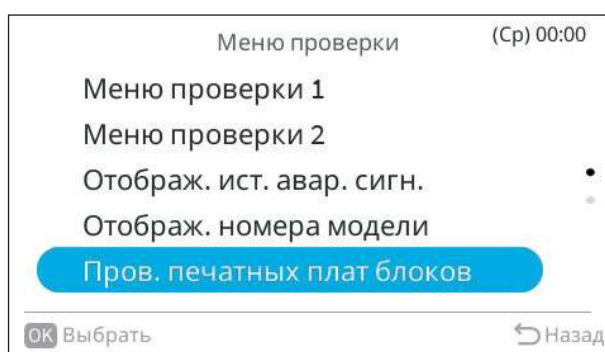 Меню проверки
(Ср) 00:00
Меню проверки 1
Меню проверки 2
Отображ. ист. авар. сигн.
Отображ. номера модели
Пров. печатных плат блоков
OK Выбрать
Назад